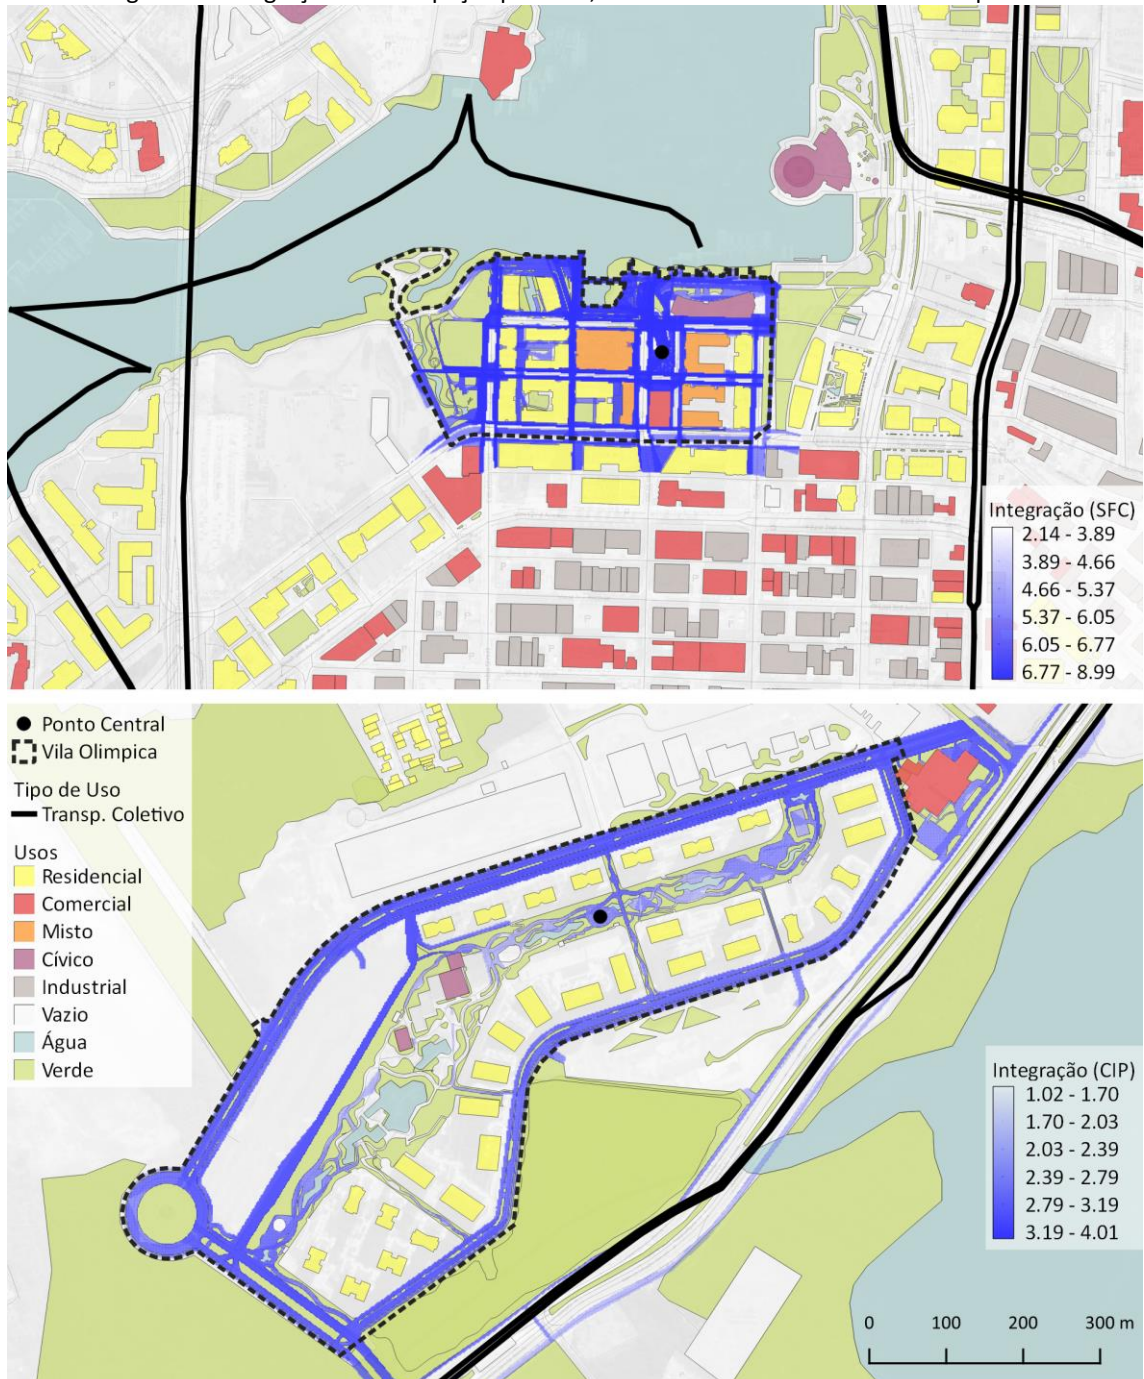 Integração (SFC)
2.14 - 3.89
3.89 - 4.66
4.66 - 5.37
5.37 - 6.05
6.05 - 6.77
6.77 - 8.99
Ponto Central
Vila Olimpica
Tipo de Uso
Transp. Coletivo
Usos
Residencial
Comercial
Misto
Cívico
Industrial
Vazio
Água
Verde
Integração (CIP)
1.02 - 1.70
1.70 - 2.03
2.03 - 2.39
2.39 - 2.79
2.79 - 3.19
3.19 - 4.01
0 100 200 300 m